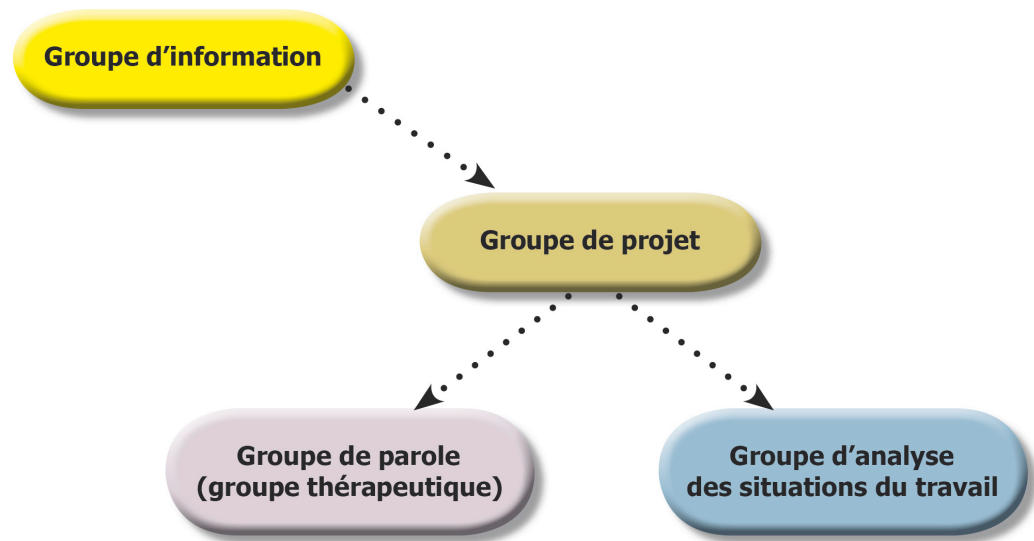 Groupe d’information
Groupe de projet
Groupe de parole
(groupe thérapeutique)
Groupe d’analyse
des situations du travail